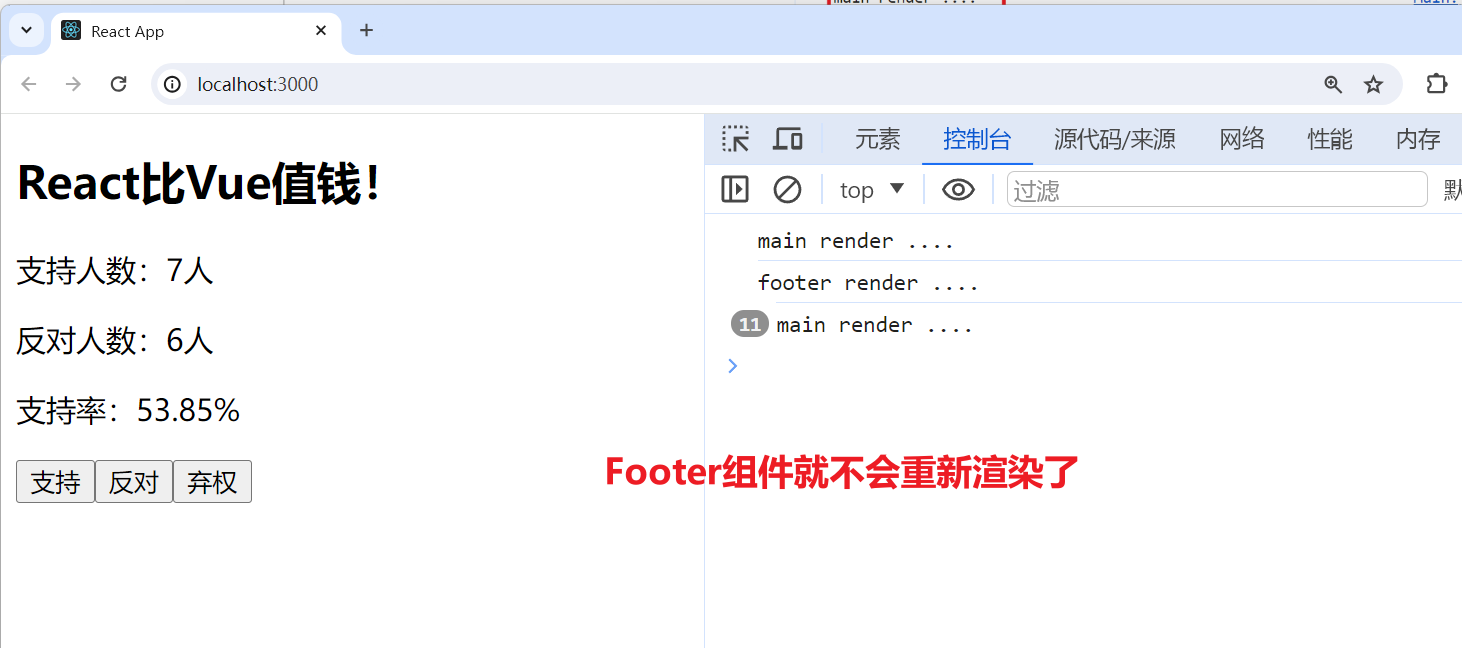 React App
localhost:3000
React比Vue值钱！
支持人数：7人
反对人数：6人
支持率：53.85%
支持 反对 弃权
元素 控制台 源代码/来源 网络 性能 内存
top 过滤
main render ....
footer render ....
11 main render ....
Footer组件就不会重新渲染了